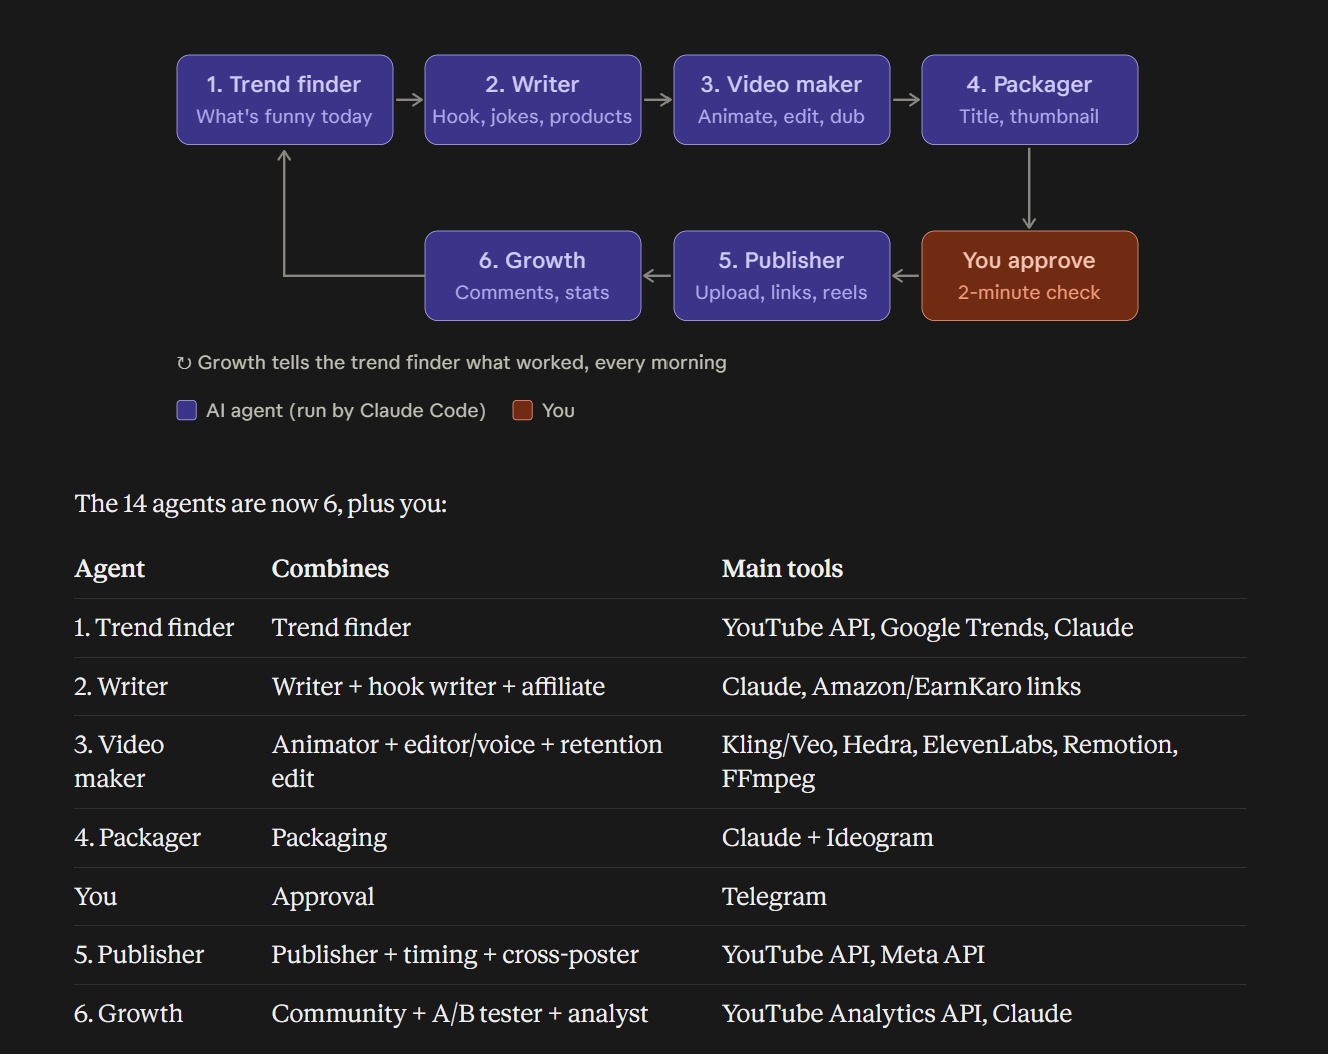 1. Trend finder
What's funny today
2. Writer
Hook, jokes, products
3. Video maker
Animate, edit, dub
4. Packager
Title, thumbnail
6. Growth
Comments, stats
5. Publisher
Upload, links, reels
You approve
2-minute check
↻ Growth tells the trend finder what worked, every morning
AI agent (run by Claude Code) You
The 14 agents are now 6, plus you:
Agent Combines Main tools
1. Trend finder Trend finder YouTube API, Google Trends, Claude
2. Writer Writer + hook writer + affiliate Claude, Amazon/EarnKaro links
3. Video Animator + editor/voice + retention Kling/Veo, Hedra, ElevenLabs, Remotion,
maker edit FFmpeg
4. Packager Packaging Claude + Ideogram
You Approval Telegram
5. Publisher Publisher + timing + cross-poster YouTube API, Meta API
6. Growth Community + A/B tester + analyst YouTube Analytics API, Claude